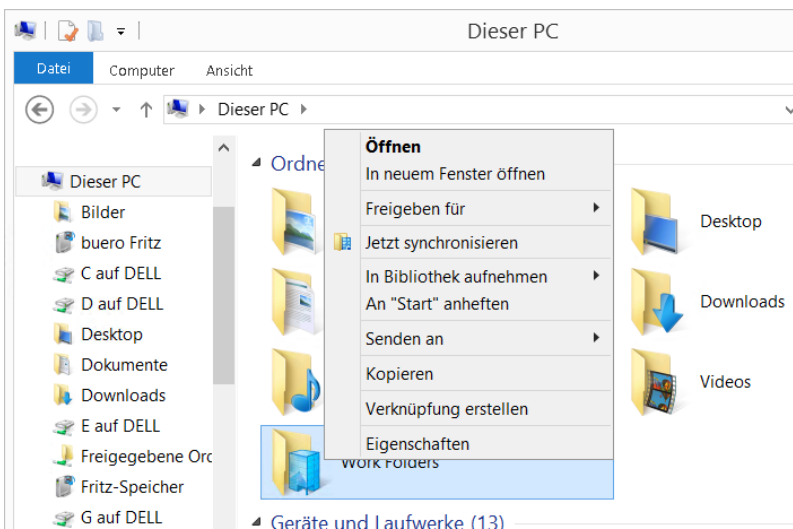 Dieser PC
Datei Computer Ansicht
Dieser PC
Dieser PC
Bilder
buero Fritz
C auf DELL
D auf DELL
Desktop
Dokumente
Downloads
E auf DELL
Freigegebene Orc
Fritz-Speicher
G auf DELL
Ordne
Öffnen
In neuem Fenster öffnen
Freigeben für
Jetzt synchronisieren
In Bibliothek aufnehmen
An "Start" anheften
Senden an
Kopieren
Verknüpfung erstellen
Eigenschaften
Desktop
Downloads
Videos
Work Folders
Geräte und Laufwerke (13)